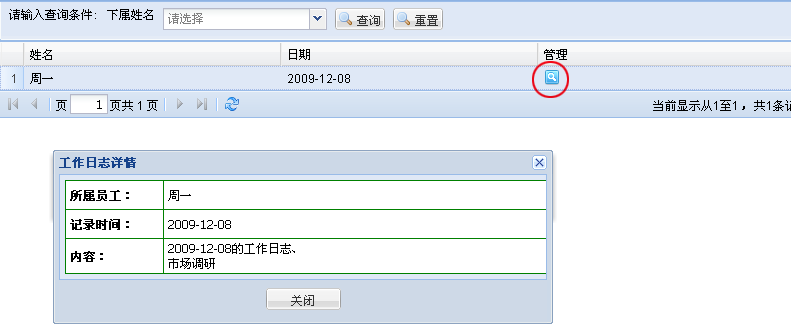 请输入查询条件: 下属姓名 请选择 查询 重置
姓名 日期 管理
1 周一 2009-12-08
页 1 页共 1 页 当前显示从1至1，共1条
工作日志详情
所属员工： 周一
记录时间： 2009-12-08
内容： 2009-12-08的工作日志、
市场调研
关闭